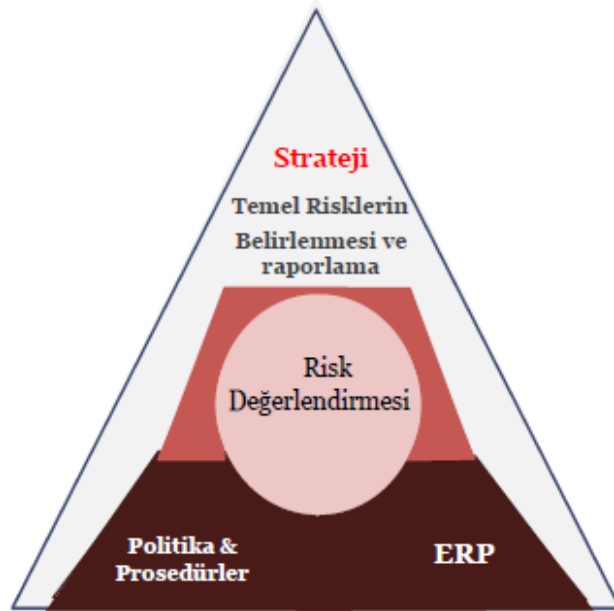 Strateji
Temel Risklerin
Belirlenmesi ve
raporlama
Risk
Değerlendirmesi
Politika &
Prosedürler
ERP